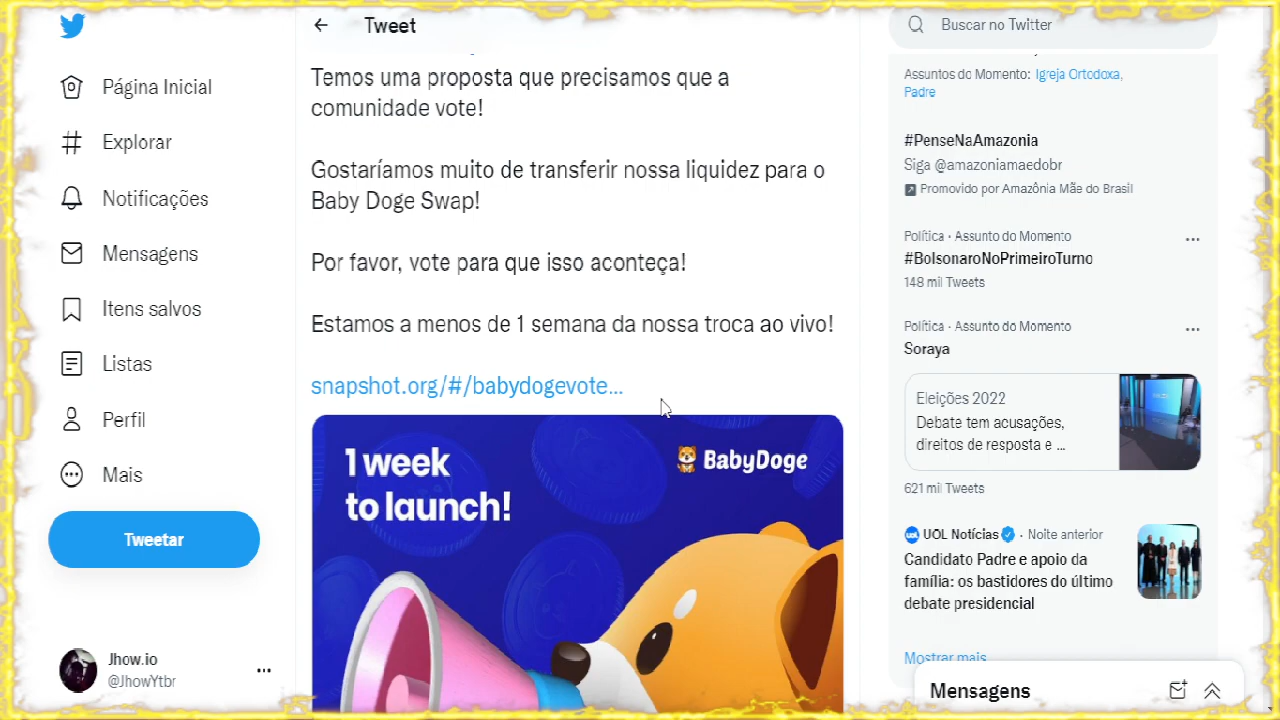 Página Inicial
Explorar
Notificações
Mensagens
Itens salvos
Listas
Perfil
Mais
Tweetar
Jhow.io
@JhowYtbr
Tweet
Temos uma proposta que precisamos que a
comunidade vote!
Gostaríamos muito de transferir nossa liquidez para o
Baby Doge Swap!
Por favor, vote para que isso aconteça!
Estamos a menos de 1 semana da nossa troca ao vivo!
snapshot.org/#/babydogevote...
1 week
to launch!
BabyDoge
Buscar no Twitter
Assuntos do Momento: Igreja Ortodoxa,
Padre
#PenseNaAmazonia
Siga @amazoniamaedobr
Promovido por Amazônia Mãe do Brasil
Política · Assunto do Momento
#BolsonaroNoPrimeiroTurno
148 mil Tweets
Política · Assunto do Momento
Soraya
Eleições 2022
Debate tem acusações,
direitos de resposta e ...
621 mil Tweets
UOL Notícias · Noite anterior
Candidato Padre e apoio da
família: os bastidores do último
debate presidencial
Mostrar mais
Mensagens